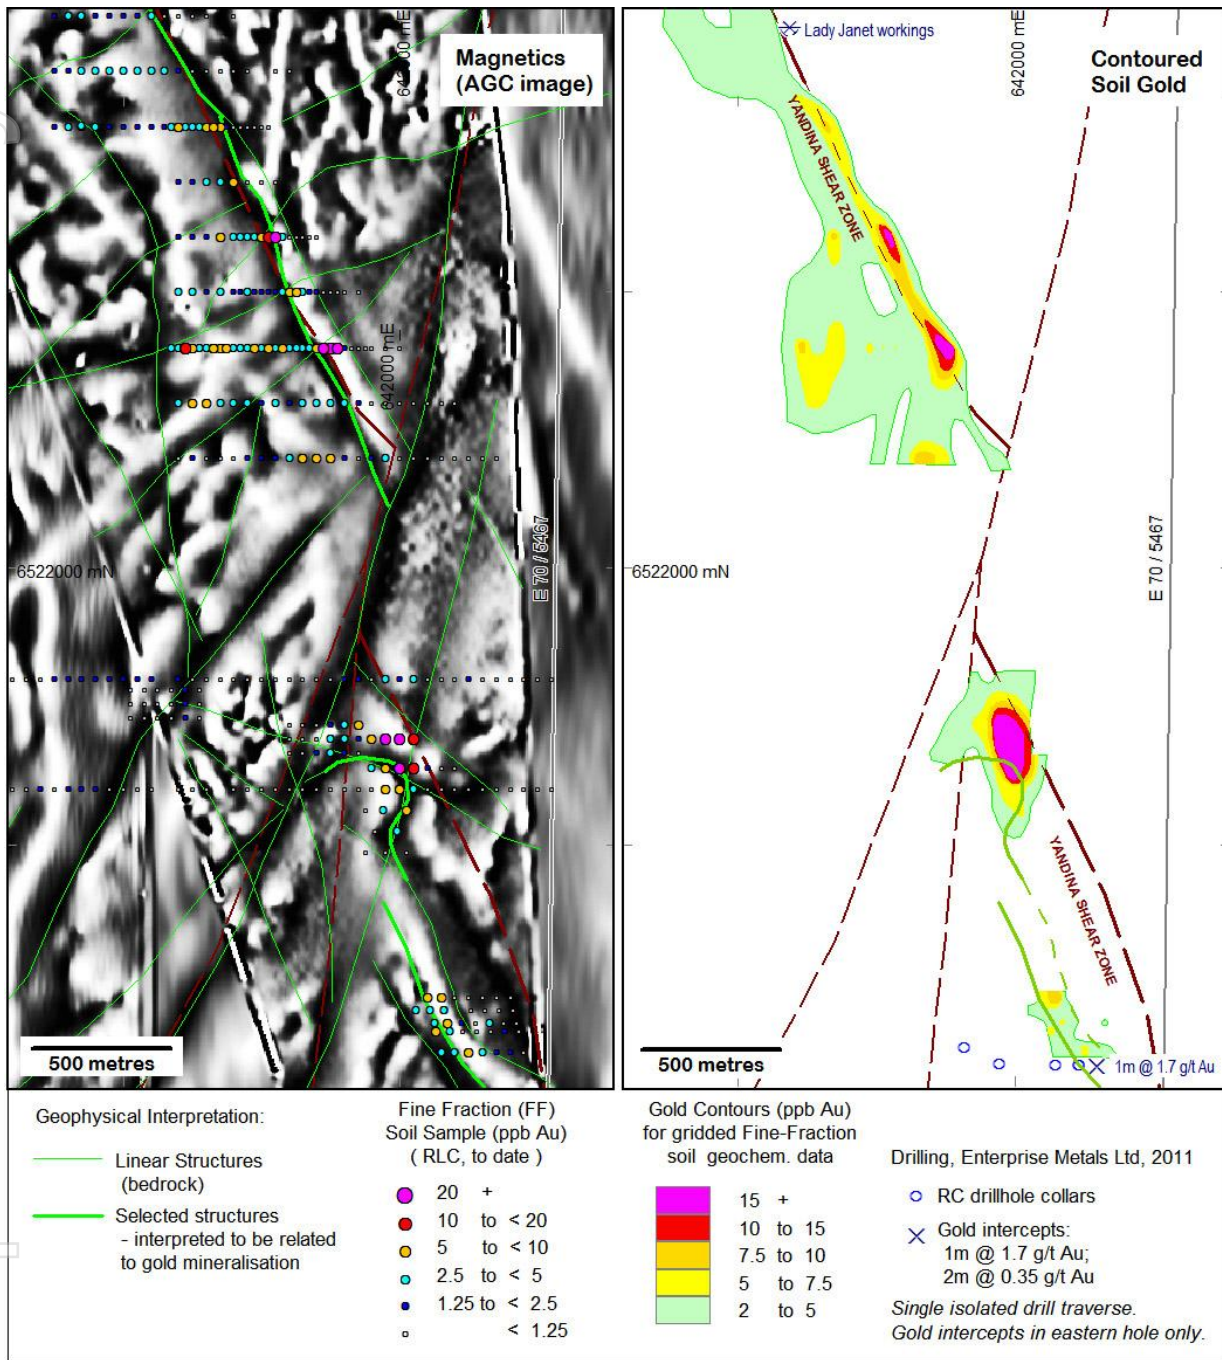 642000 mE
Magnetics
(AGC image)
642000 mE
6522000 mN
E 70 / 5467
500 metres
Lady Janet workings
642000 mE
Contoured
Soil Gold
YANDINA SHEAR ZONE
6522000 mN
E 70 / 5467
YANDINA SHEAR ZONE
500 metres
1m @ 1.7 g/t Au
Geophysical Interpretation:
Linear Structures
(bedrock)
Selected structures
- interpreted to be related
to gold mineralisation
Fine Fraction (FF)
Soil Sample (ppb Au)
( RLC, to date )
20 +
10 to < 20
5 to < 10
2.5 to < 5
1.25 to < 2.5
< 1.25
Gold Contours (ppb Au)
for gridded Fine-Fraction
soil geochem. data
15 +
10 to 15
7.5 to 10
5 to 7.5
2 to 5
Drilling, Enterprise Metals Ltd, 2011
RC drillhole collars
Gold intercepts:
1m @ 1.7 g/t Au;
2m @ 0.35 g/t Au
Single isolated drill traverse.
Gold intercepts in eastern hole only.